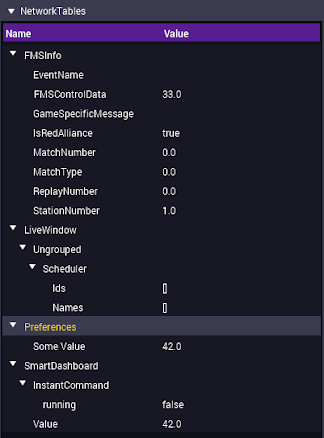 NetworkTables
Name Value
FMSInfo
EventName
FMSControlData 33.0
GameSpecificMessage
IsRedAlliance true
MatchNumber 0.0
MatchType 0.0
ReplayNumber 0.0
StationNumber 1.0
LiveWindow
Ungrouped
Scheduler
Ids []
Names []
Preferences
Some Value 42.0
SmartDashboard
InstantCommand
running false
Value 42.0